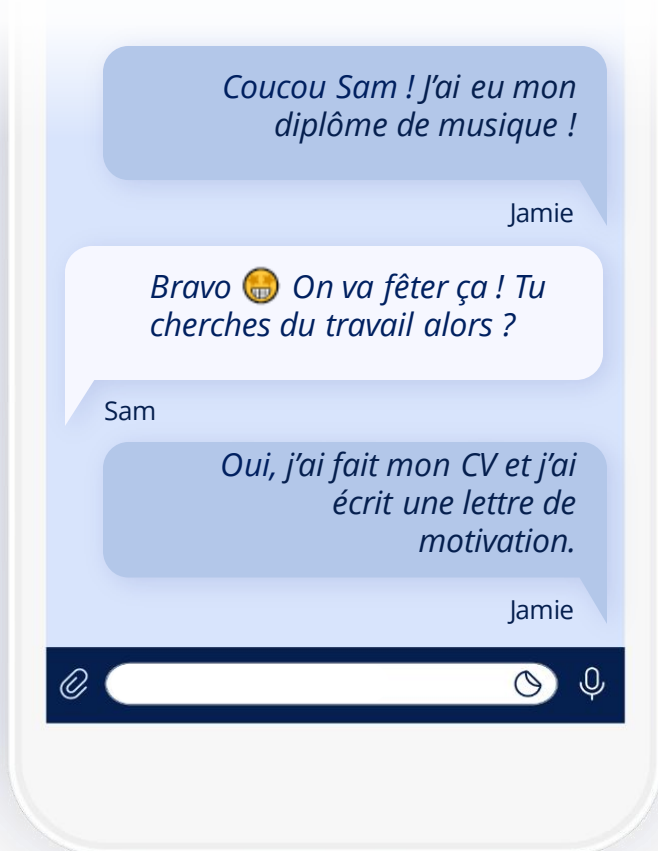 Coucou Sam ! J’ai eu mon
diplôme de musique !
Jamie
Bravo 😁 On va fêter ça ! Tu
cherches du travail alors ?
Sam
Oui, j’ai fait mon CV et j’ai
écrit une lettre de
motivation.
Jamie